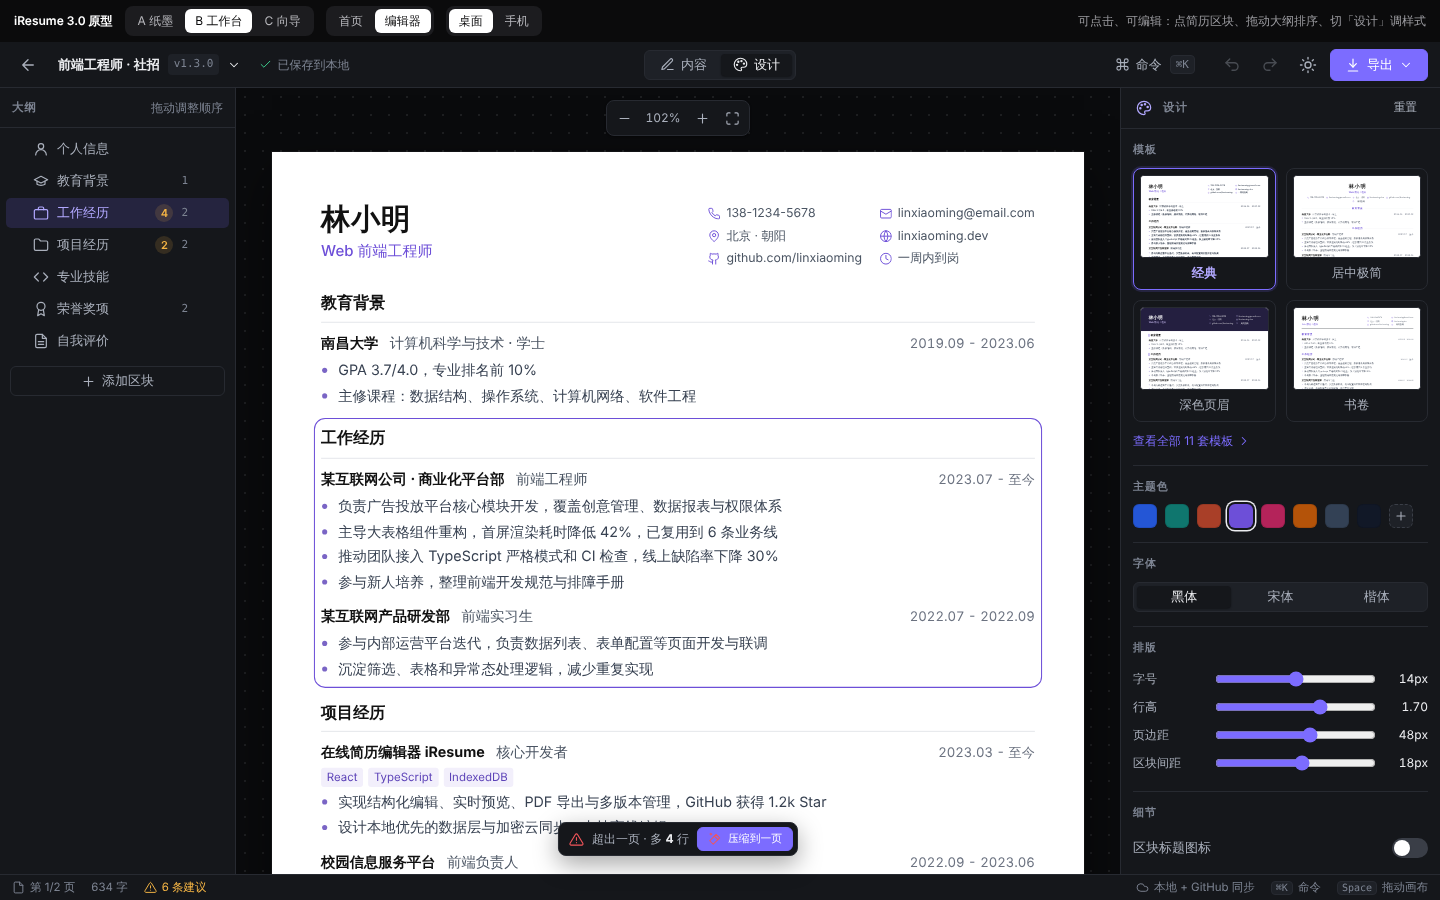 iResume 3.0 原型 A 纸墨 B 工作台 C 向导 首页 编辑器 桌面 手机 可点击、可编辑：点简历区块、拖动大纲排序、切「设计」调样式
前端工程师 · 社招 v1.3.0 已保存到本地 内容 设计 命令 ⌘K 导出
大纲 拖动调整顺序
个人信息
教育背景 1
工作经历 4 2
项目经历 2 2
专业技能
荣誉奖项 2
自我评价
添加区块
102%
林小明
Web 前端工程师
138-1234-5678 linxiaoming@email.com
北京 · 朝阳 linxiaoming.dev
github.com/linxiaoming 一周内到岗
教育背景
南昌大学 计算机科学与技术 · 学士 2019.09 - 2023.06
GPA 3.7/4.0，专业排名前 10%
主修课程：数据结构、操作系统、计算机网络、软件工程
工作经历
某互联网公司 · 商业化平台部 前端工程师 2023.07 - 至今
负责广告投放平台核心模块开发，覆盖创意管理、数据报表与权限体系
主导大表格组件重构，首屏渲染耗时降低 42%，已复用到 6 条业务线
推动团队接入 TypeScript 严格模式和 CI 检查，线上缺陷率下降 30%
参与新人培养，整理前端开发规范与排障手册
某互联网产品研发部 前端实习生 2022.07 - 2022.09
参与内部运营平台迭代，负责数据列表、表单配置等页面开发与联调
沉淀筛选、表格和异常态处理逻辑，减少重复实现
项目经历
在线简历编辑器 iResume 核心开发者 2023.03 - 至今
React TypeScript IndexedDB
实现结构化编辑、实时预览、PDF 导出与多版本管理，GitHub 获得 1.2k Star
设计本地优先的数据层与加密云同步
校园信息服务平台 前端负责人 2022.09 - 2023.06
超出一页 · 多 4 行 压缩到一页
设计 重置
模板
经典 居中极简
深色页眉 书卷
查看全部 11 套模板
主题色
字体
黑体 宋体 楷体
排版
字号 14px
行高 1.70
页边距 48px
区块间距 18px
细节
区块标题图标
第 1/2 页 634 字 6 条建议 本地 + GitHub 同步 ⌘K 命令 Space 拖动画布